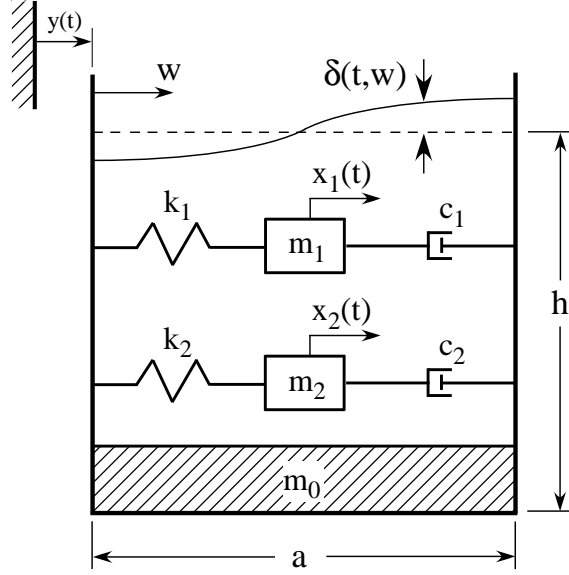 y(t)
w
δ(t,w)
x₁(t)
k₁
m₁
c₁
h
x₂(t)
k₂
m₂
c₂
m₀
a